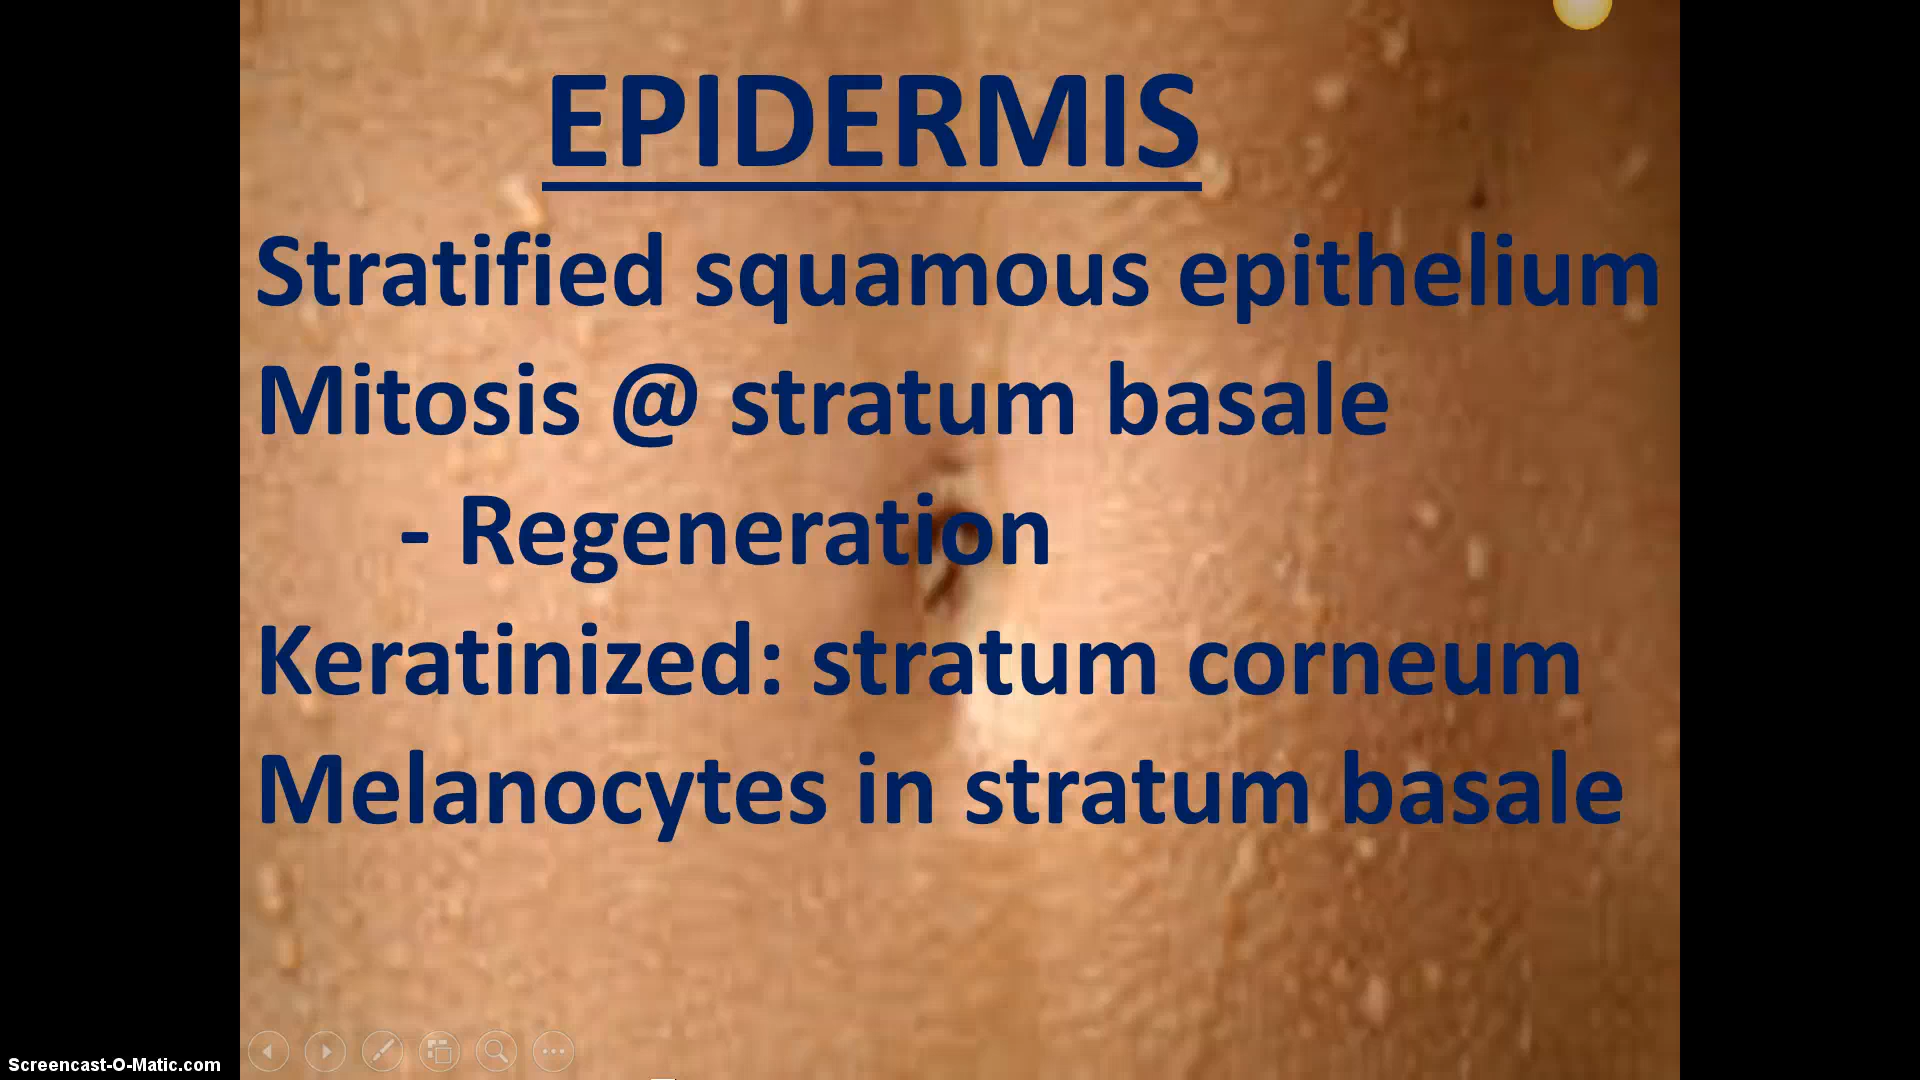 EPIDERMIS
Stratified squamous epithelium
Mitosis @ stratum basale
- Regeneration
Keratinized: stratum corneum
Melanocytes in stratum basale
Screencast-O-Matic.com